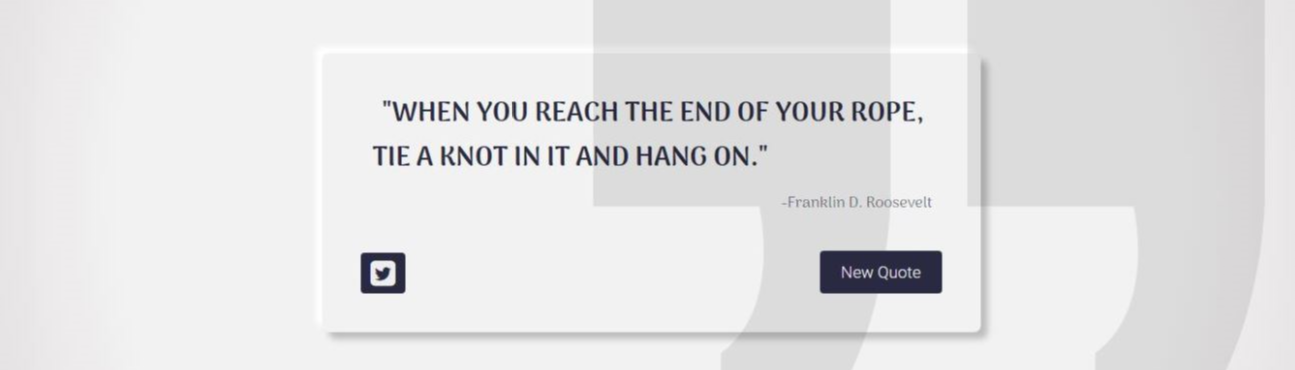 "WHEN YOU REACH THE END OF YOUR ROPE,
TIE A KNOT IN IT AND HANG ON."
-Franklin D. Roosevelt
New Quote